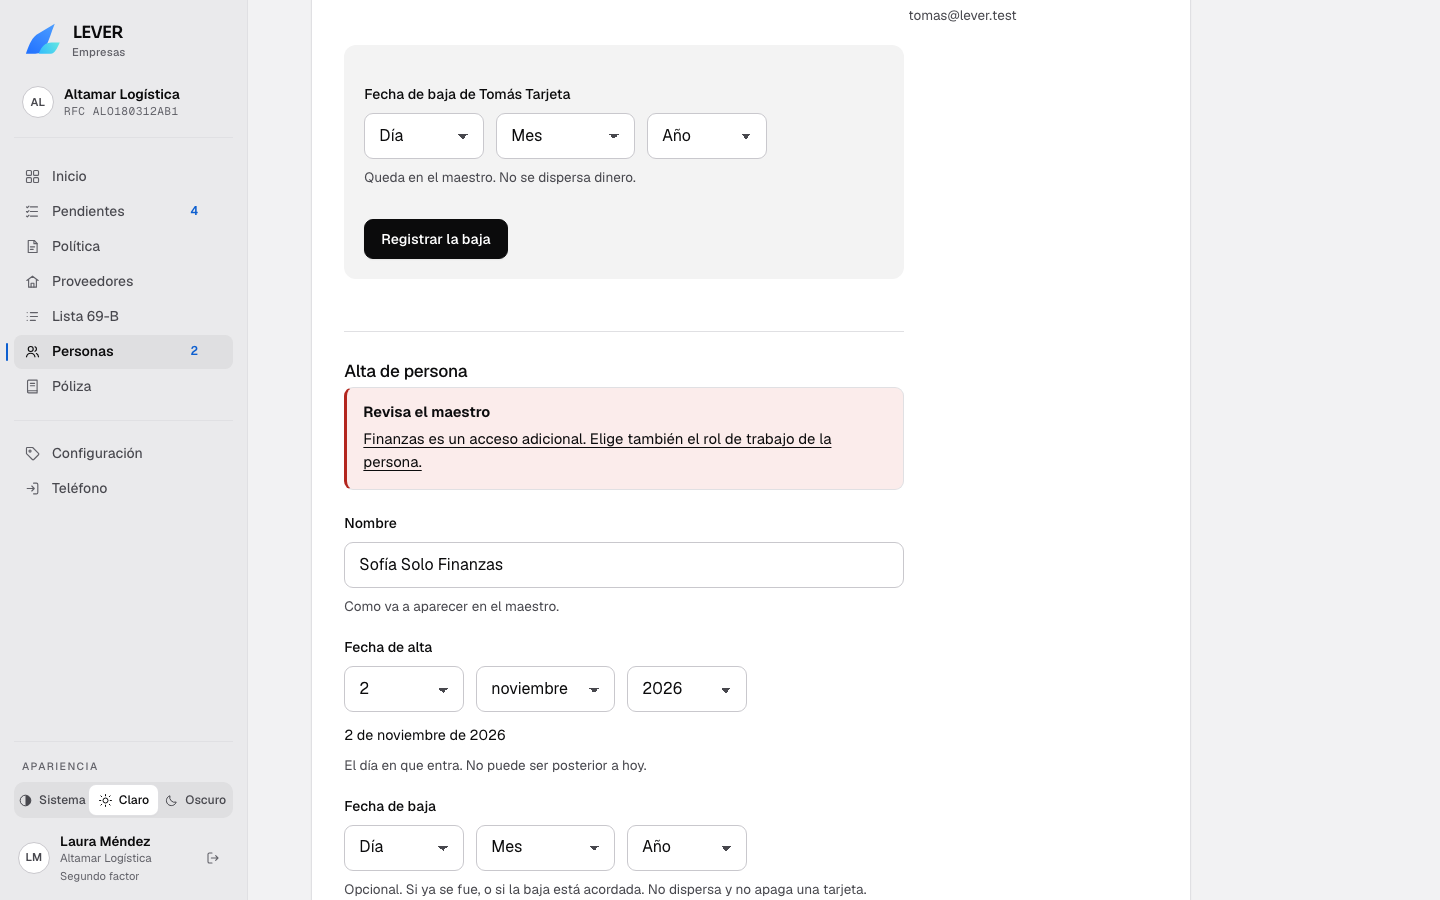 LEVER
Empresas
AL
Altamar Logística
RFC ALO180312AB1
Inicio
Pendientes 4
Política
Proveedores
Lista 69-B
Personas 2
Póliza
Configuración
Teléfono
APARIENCIA
Sistema Claro Oscuro
LM
Laura Méndez
Altamar Logística
Segundo factor
tomas@lever.test
Fecha de baja de Tomás Tarjeta
Día Mes Año
Queda en el maestro. No se dispersa dinero.
Registrar la baja
Alta de persona
Revisa el maestro
Finanzas es un acceso adicional. Elige también el rol de trabajo de la
persona.
Nombre
Sofía Solo Finanzas
Como va a aparecer en el maestro.
Fecha de alta
2 noviembre 2026
2 de noviembre de 2026
El día en que entra. No puede ser posterior a hoy.
Fecha de baja
Día Mes Año
Opcional. Si ya se fue, o si la baja está acordada. No dispersa y no apaga una tarjeta.